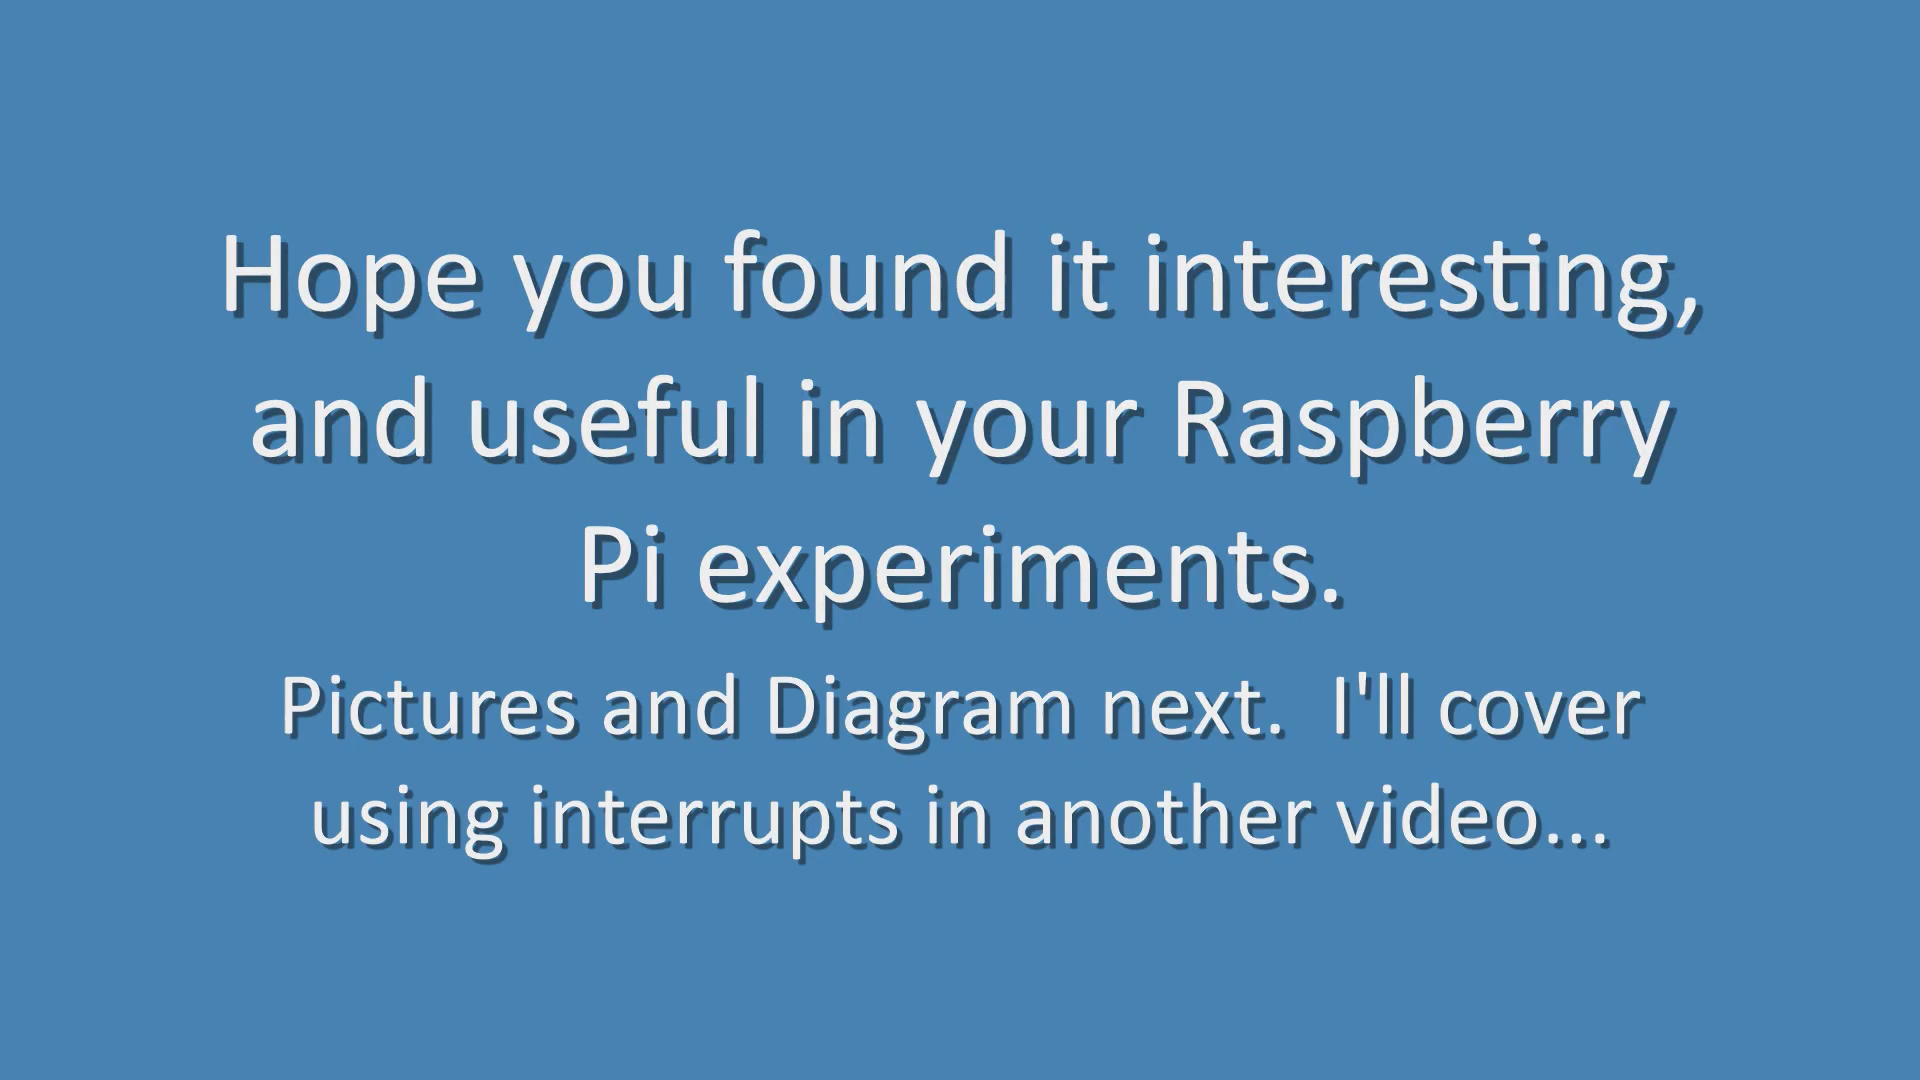 Hope you found it interesting,
and useful in your Raspberry
Pi experiments.
Pictures and Diagram next.  I'll cover
using interrupts in another video...